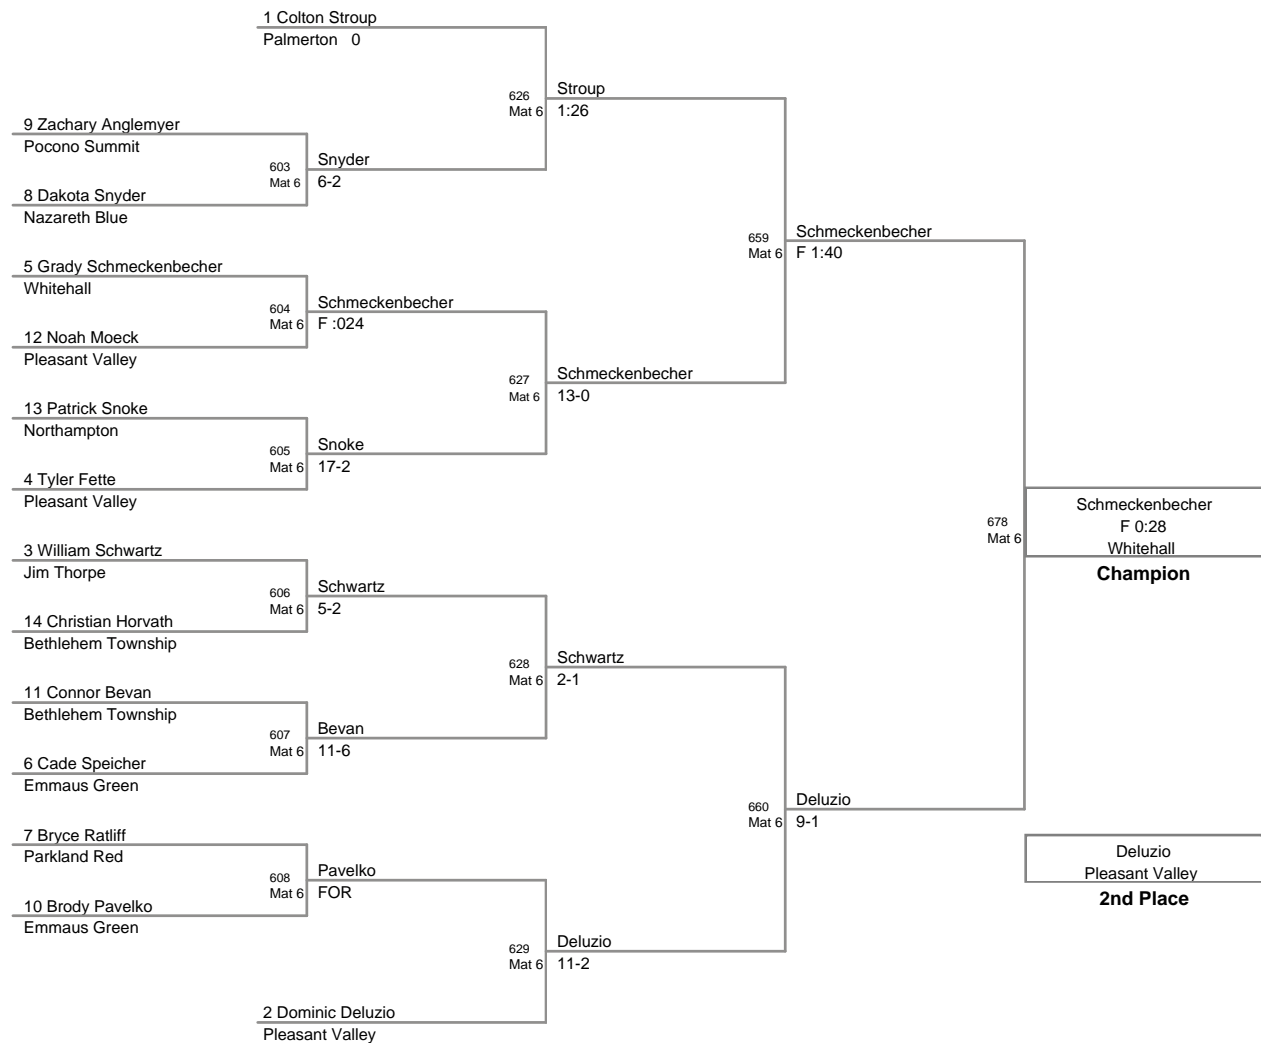 1 Colton Stroup
Palmerton   0
626
Mat 6
Stroup
1:26
9 Zachary Anglemyer
Pocono Summit
603
Mat 6
Snyder
6-2
8 Dakota Snyder
Nazareth Blue
659
Mat 6
Schmeckenbecher
F 1:40
5 Grady Schmeckenbecher
Whitehall
604
Mat 6
Schmeckenbecher
F :024
12 Noah Moeck
Pleasant Valley
627
Mat 6
Schmeckenbecher
13-0
13 Patrick Snoke
Northampton
605
Mat 6
Snoke
17-2
4 Tyler Fette
Pleasant Valley
678
Mat 6
Schmeckenbecher
F 0:28
Whitehall
Champion
3 William Schwartz
Jim Thorpe
606
Mat 6
Schwartz
5-2
14 Christian Horvath
Bethlehem Township
628
Mat 6
Schwartz
2-1
11 Connor Bevan
Bethlehem Township
607
Mat 6
Bevan
11-6
6 Cade Speicher
Emmaus Green
660
Mat 6
Deluzio
9-1
7 Bryce Ratliff
Parkland Red
608
Mat 6
Pavelko
FOR
10 Brody Pavelko
Emmaus Green
Deluzio
Pleasant Valley
2nd Place
629
Mat 6
Deluzio
11-2
2 Dominic Deluzio
Pleasant Valley